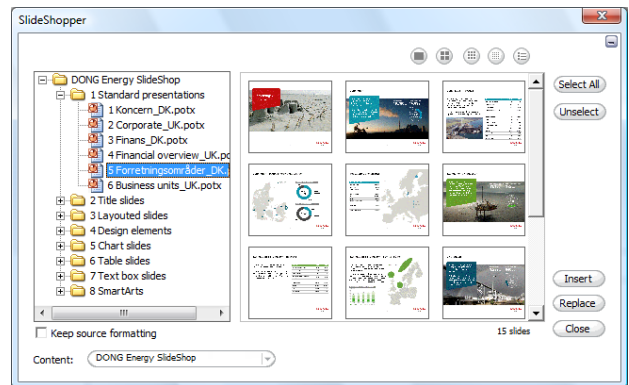 SlideShopper
DONG Energy SlideShop
1 Standard presentations
1 Koncern_DK.potx
2 Corporate_UK.potx
3 Finans_DK.potx
4 Financial overview_UK.po
5 Forretningsområder_DK.p
6 Business units_UK.potx
2 Title slides
3 Layouted slides
4 Design elements
5 Chart slides
6 Table slides
7 Text box slides
8 SmartArts
Select All
Unselect
Insert
Replace
Close
Keep source formatting
15 slides
Content: DONG Energy SlideShop